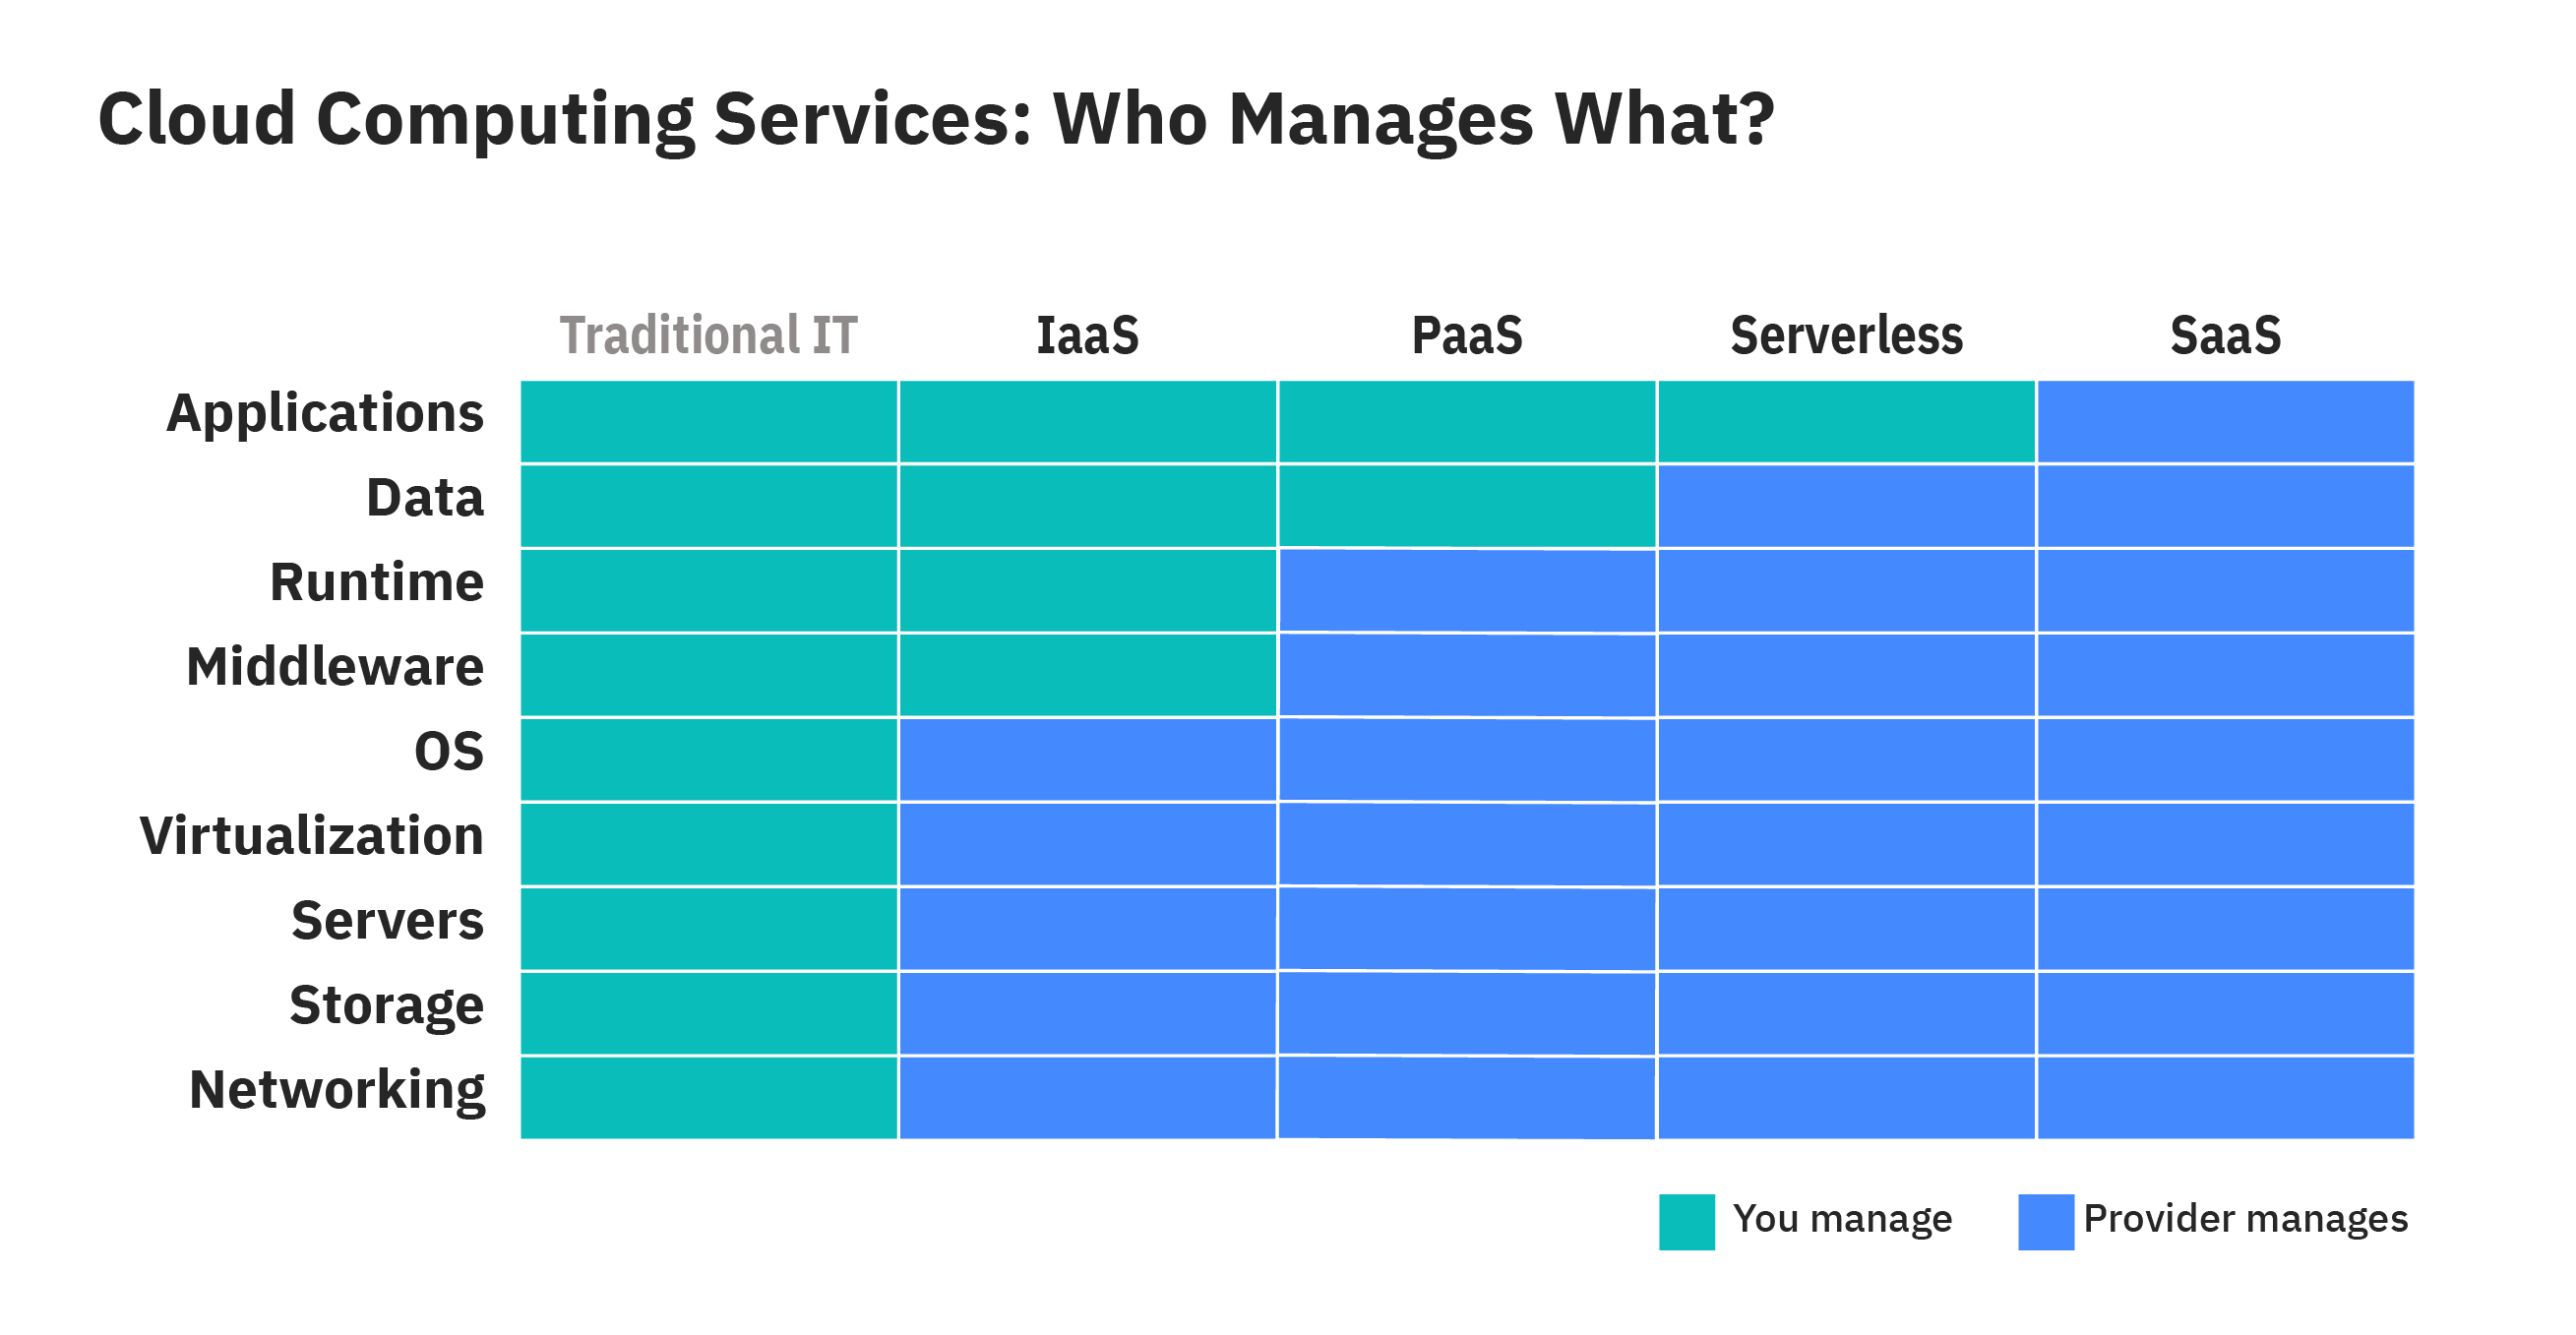 Cloud Computing Services: Who Manages What?
Traditional IT IaaS PaaS Serverless SaaS
Applications
Data
Runtime
Middleware
OS
Virtualization
Servers
Storage
Networking
You manage Provider manages